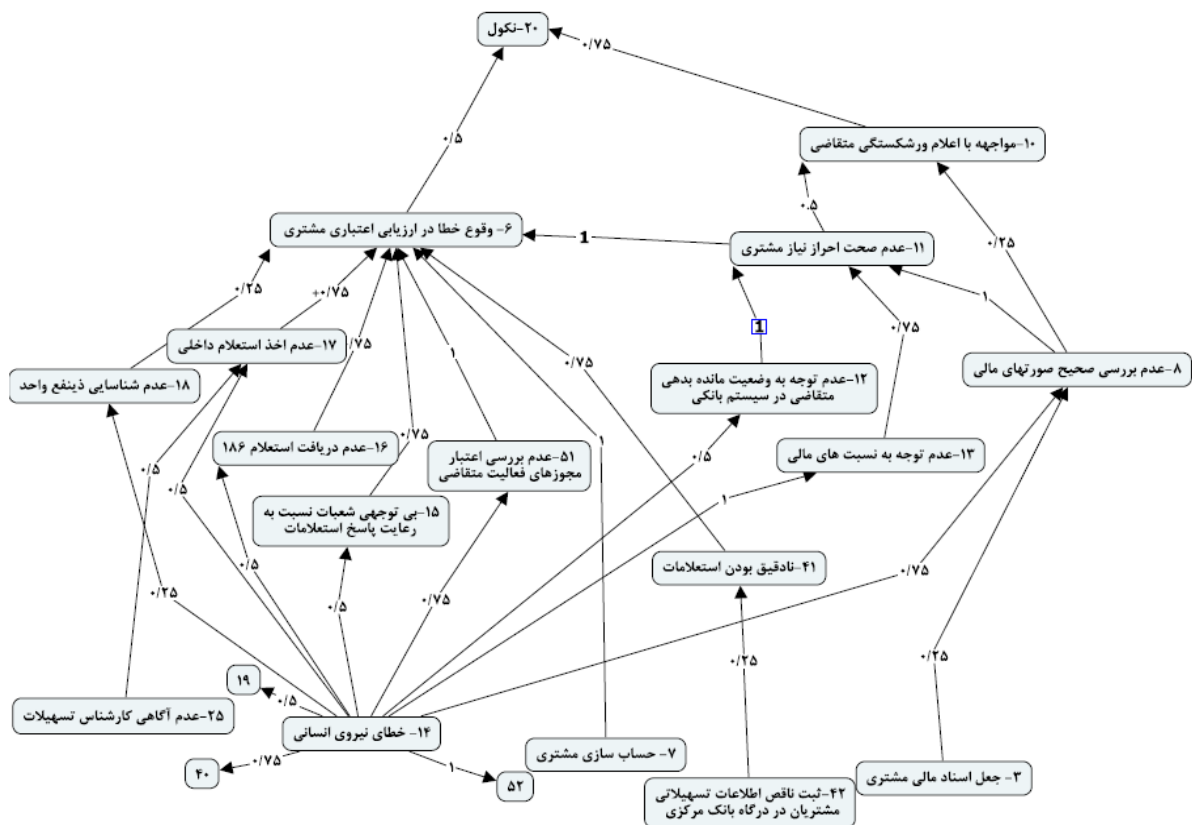 ۲۰-نکول
۰/۷۵
۰/۵
۱۰-مواجهه با اعلام ورشکستگی متقاضی
۶- وقوع خطا در ارزیابی اعتباری مشتری
1
۰.۵
۱۱-عدم صحت احراز نیاز مشتری
۰/۲۵
۰/۲۵
+۰/۷۵
۱۷-عدم اخذ استعلام داخلی
۰/۷۵
۱
۰/۷۵
1
۰/۷۵
۱
۱۸-عدم شناسایی ذینفع واحد
۱۲-عدم توجه به وضعیت مانده بدهی
متقاضی در سیستم بانکی
۸-عدم بررسی صحیح صورتهای مالی
۱۶-عدم دریافت استعلام ۱۸۶
۰/۷۵
۱
۵۱-عدم بررسی اعتبار
مجوزهای فعالیت متقاضی
۱۳-عدم توجه به نسبت های مالی
۰/۵
۰/۵
۰/۵
۱
۱۵-بی توجهی شعبات نسبت به
رعایت پاسخ استعلامات
۴۱-نادقیق بودن استعلامات
۰/۷۵
۰/۲۵
۰/۵
۰/۵
۰/۷۵
۰/۲۵
۰/۲۵
۱۹
۰/۵
۲۵-عدم آگاهی کارشناس تسهیلات
۱۴- خطای نیروی انسانی
۷- حساب سازی مشتری
۳- جعل اسناد مالی مشتری
۴۰
۰/۷۵
۱
۵۲
۴۲-ثبت ناقص اطلاعات تسهیلاتی
مشتریان در درگاه بانک مرکزی